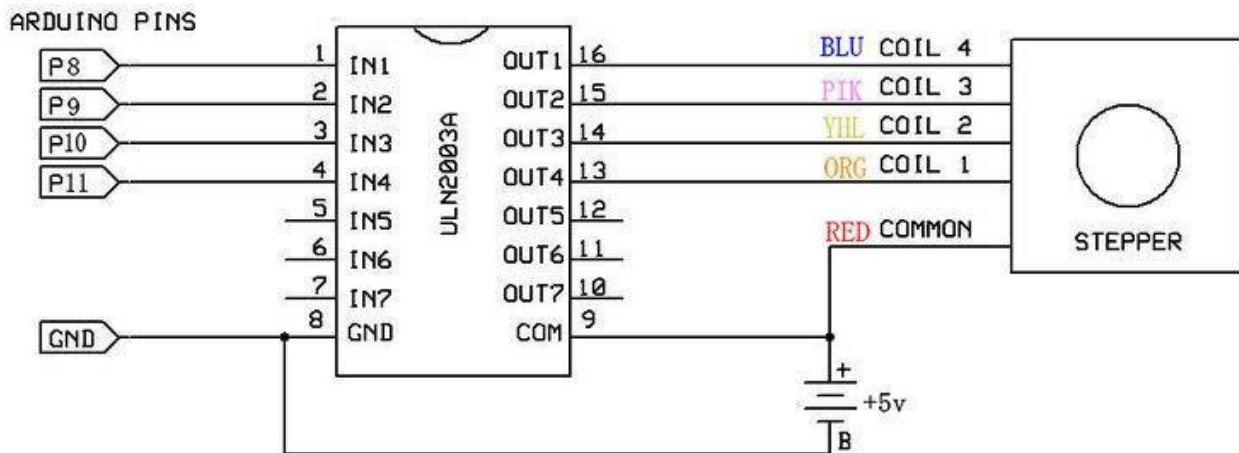 ARDUINO PINS
P8 1 IN1 OUT1 16 BLU COIL 4
P9 2 IN2 OUT2 15 PIK COIL 3
P10 3 IN3 OUT3 14 YHL COIL 2
P11 4 IN4 OUT4 13 ORG COIL 1
5 IN5 OUT5 12
6 IN6 OUT6 11
7 IN7 OUT7 10
GND 8 GND COM 9
ULN2003A
RED COMMON
STEPPER
+
+5v
B